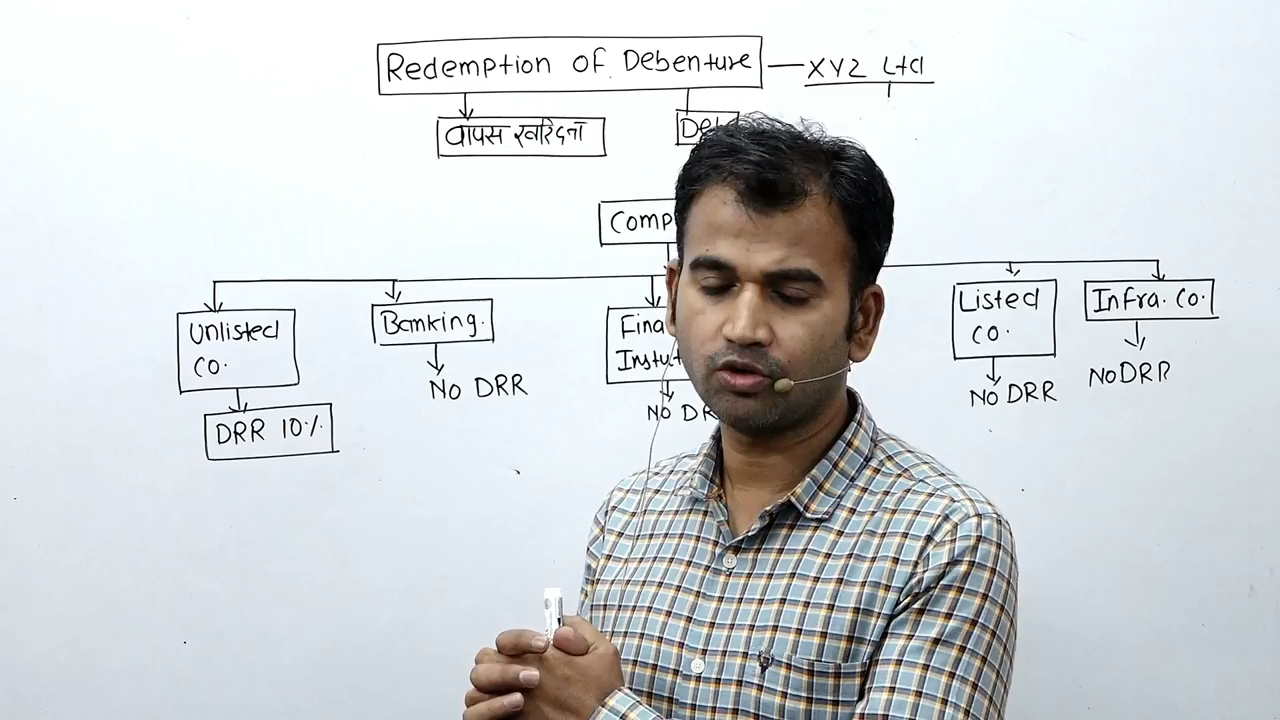 Redemption of Debenture
XYZ Ltd
वापस खरिदना
Unlisted
CO.
DRR 10%
Banking.
NO DRR
NO
Listed
CO.
NO DRR
Infra. CO.
NO DRR